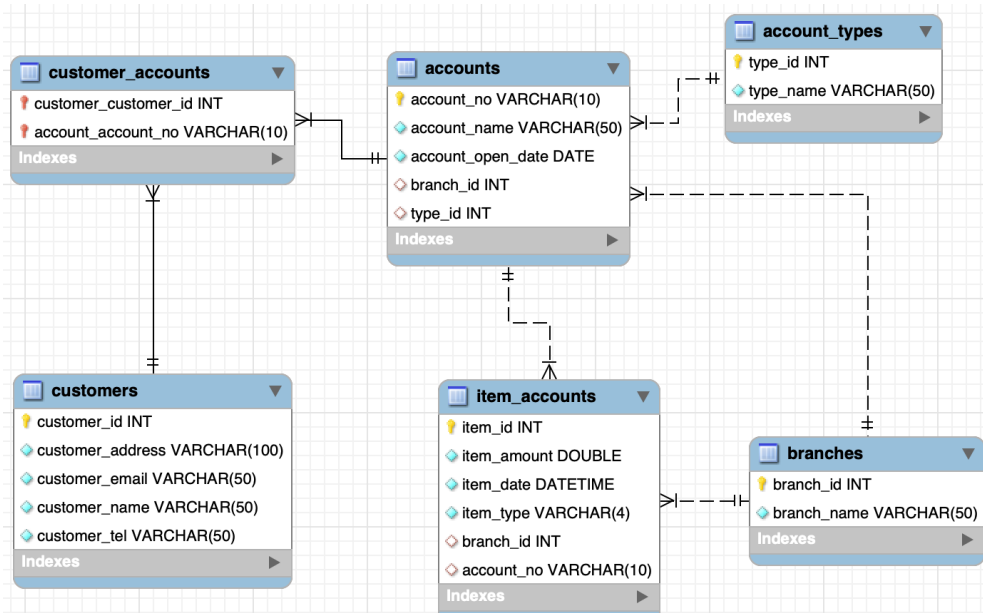 customer_accounts
customer_customer_id INT
account_account_no VARCHAR(10)
Indexes
accounts
account_no VARCHAR(10)
account_name VARCHAR(50)
account_open_date DATE
branch_id INT
type_id INT
Indexes
account_types
type_id INT
type_name VARCHAR(50)
Indexes
customers
customer_id INT
customer_address VARCHAR(100)
customer_email VARCHAR(50)
customer_name VARCHAR(50)
customer_tel VARCHAR(50)
Indexes
item_accounts
item_id INT
item_amount DOUBLE
item_date DATETIME
item_type VARCHAR(4)
branch_id INT
account_no VARCHAR(10)
Indexes
branches
branch_id INT
branch_name VARCHAR(50)
Indexes